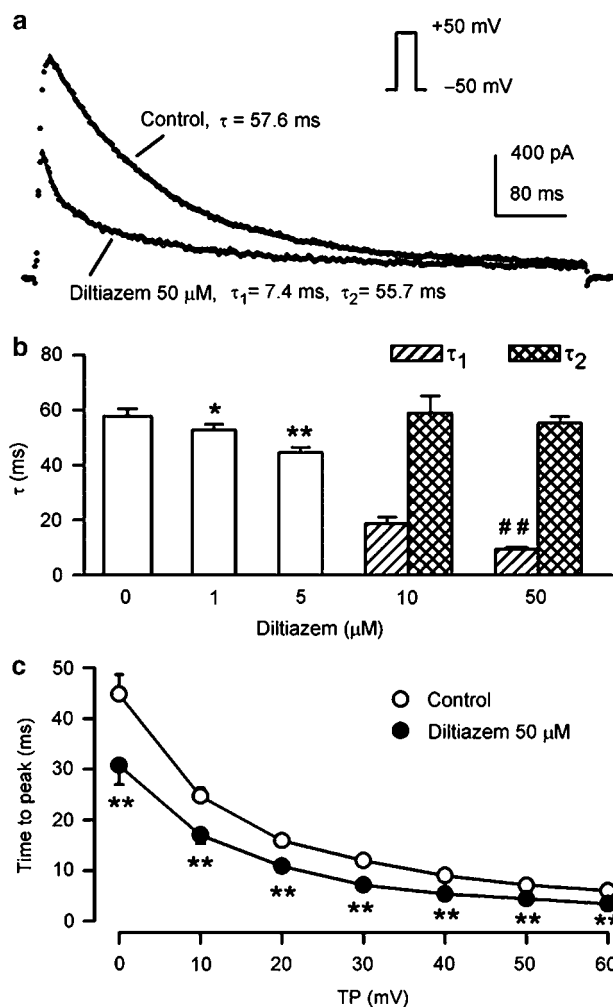 a
+50 mV
−50 mV
Control, τ = 57.6 ms
400 pA
80 ms
Diltiazem 50 μM, τ1= 7.4 ms, τ2= 55.7 ms
b
τ1
τ2
τ (ms)
80
60
40
20
0
*
**
##
0 1 5 10 50
Diltiazem (μM)
c
Time to peak (ms)
50
40
30
20
10
0
Control
Diltiazem 50 μM
** ** ** ** ** ** **
0 10 20 30 40 50 60
TP (mV)